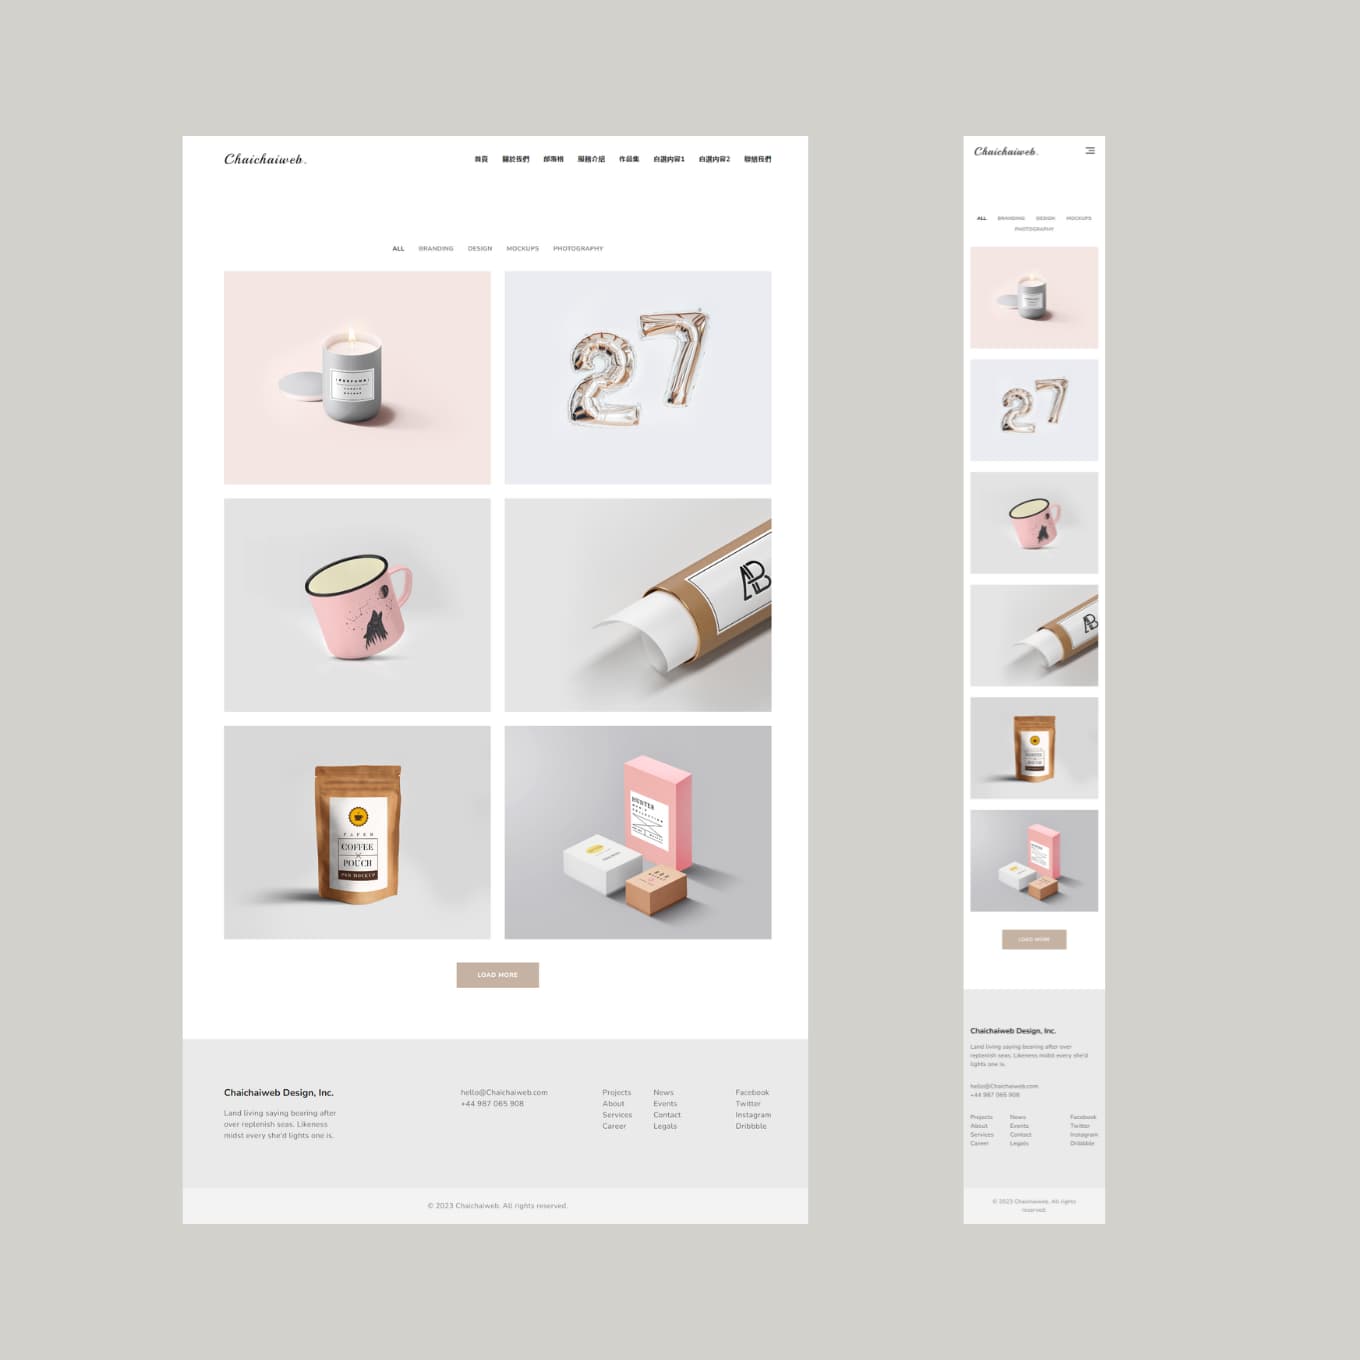 Chaichaiweb.
首頁 關於我們 部落格 服務介紹 作品集 自選內容1 自選內容2 聯絡我們
ALL BRANDING DESIGN MOCKUPS PHOTOGRAPHY
27
AB
PAPER
COFFEE
POUCH
PSD MOCKUP
HUNTER
LOAD MORE
Chaichaiweb Design, Inc.
Land living saying bearing after
over replenish seas. Likeness
midst every she'd lights one is.
hello@Chaichaiweb.com
+44 987 065 908
Projects
About
Services
Career
News
Events
Contact
Legals
Facebook
Twitter
Instagram
Dribbble
© 2023 Chaichaiweb. All rights reserved.
Chaichaiweb.
ALL BRANDING DESIGN MOCKUPS
PHOTOGRAPHY
27
AB
COFFEE
LOAD MORE
Chaichaiweb Design, Inc.
Land living saying bearing after over
replenish seas. Likeness midst every she'd
lights one is.
hello@Chaichaiweb.com
+44 987 065 908
Projects
About
Services
Career
News
Events
Contact
Legals
Facebook
Twitter
Instagram
Dribbble
© 2023 Chaichaiweb. All rights
reserved.